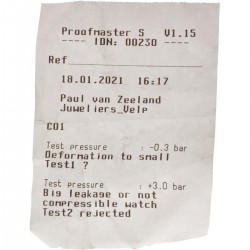 Proofmaster S V1.15
---- IDN: 00230 ----
Ref
18.01.2021 16:17
Paul van Zeeland
Juweliers_Velp
C01
Test pressure : -0.3 bar
Deformation to small
Test1 ?
Test pressure : +3.0 bar
Big leakage or not
compressible watch
Test2 rejected